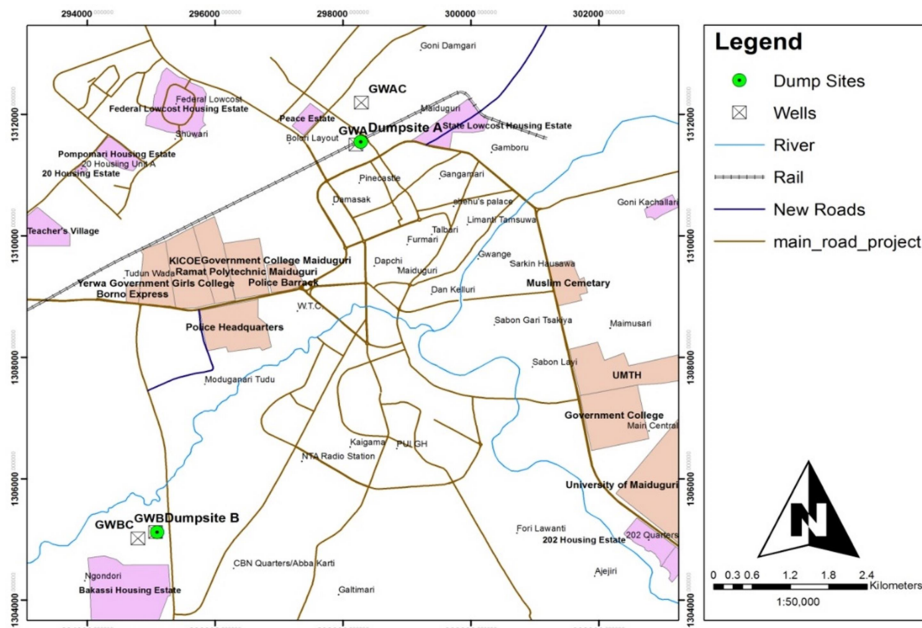 294000
296000
298000
300000
302000
Goni Damgari
GWAC
Federal Lowcost
Federal Lowcost Housing Estate
Maiduguri
Peace Estate
GWA
Dumpsite A
State Lowcost Housing Estate
1312000
Shuwari
Bolori Layout
Gamboru
Pompomari Housing Estate
20 Housing Unit A
20 Housing Estate
Pinecastle
Gangamari
Damasak
shehu's palace
Goni Kachallari
Limanti Tamsuwa
Teacher's Village
Talbari
1310000
Furmari
KICOE
Government College Maiduguri
Dapchi
Gwange
Sarkin Hausawa
Tudun Wada
Ramat Polytechnic Maiduguri
Maiduguri
Yerwa Government Girls College
Police Barrack
Muslim Cemetary
Borno Express
Dan Kelluri
W.T.C.
Police Headquarters
Sabon Gari Tsakiya
Maimusari
1308000
Sabon Layi
UMTH
Moduganari Tudu
Government College
Main Central
Kaigama
NTA Radio Station
1306000
University of Maiduguri
GWBC
GWB
Dumpsite B
Fori Lawanti
202 Housing Estate
202 Quarters
CBN Quarters/Abba Karti
Ngondori
Ajejiri
Bakassi Housing Estate
Galtimari
1304000
Legend
Dump Sites
Wells
River
Rail
New Roads
main_road_project
N
0 0.3 0.6 1.2 1.8 2.4
Kilometers
1:50,000
1312000
1310000
1308000
1306000
1304000